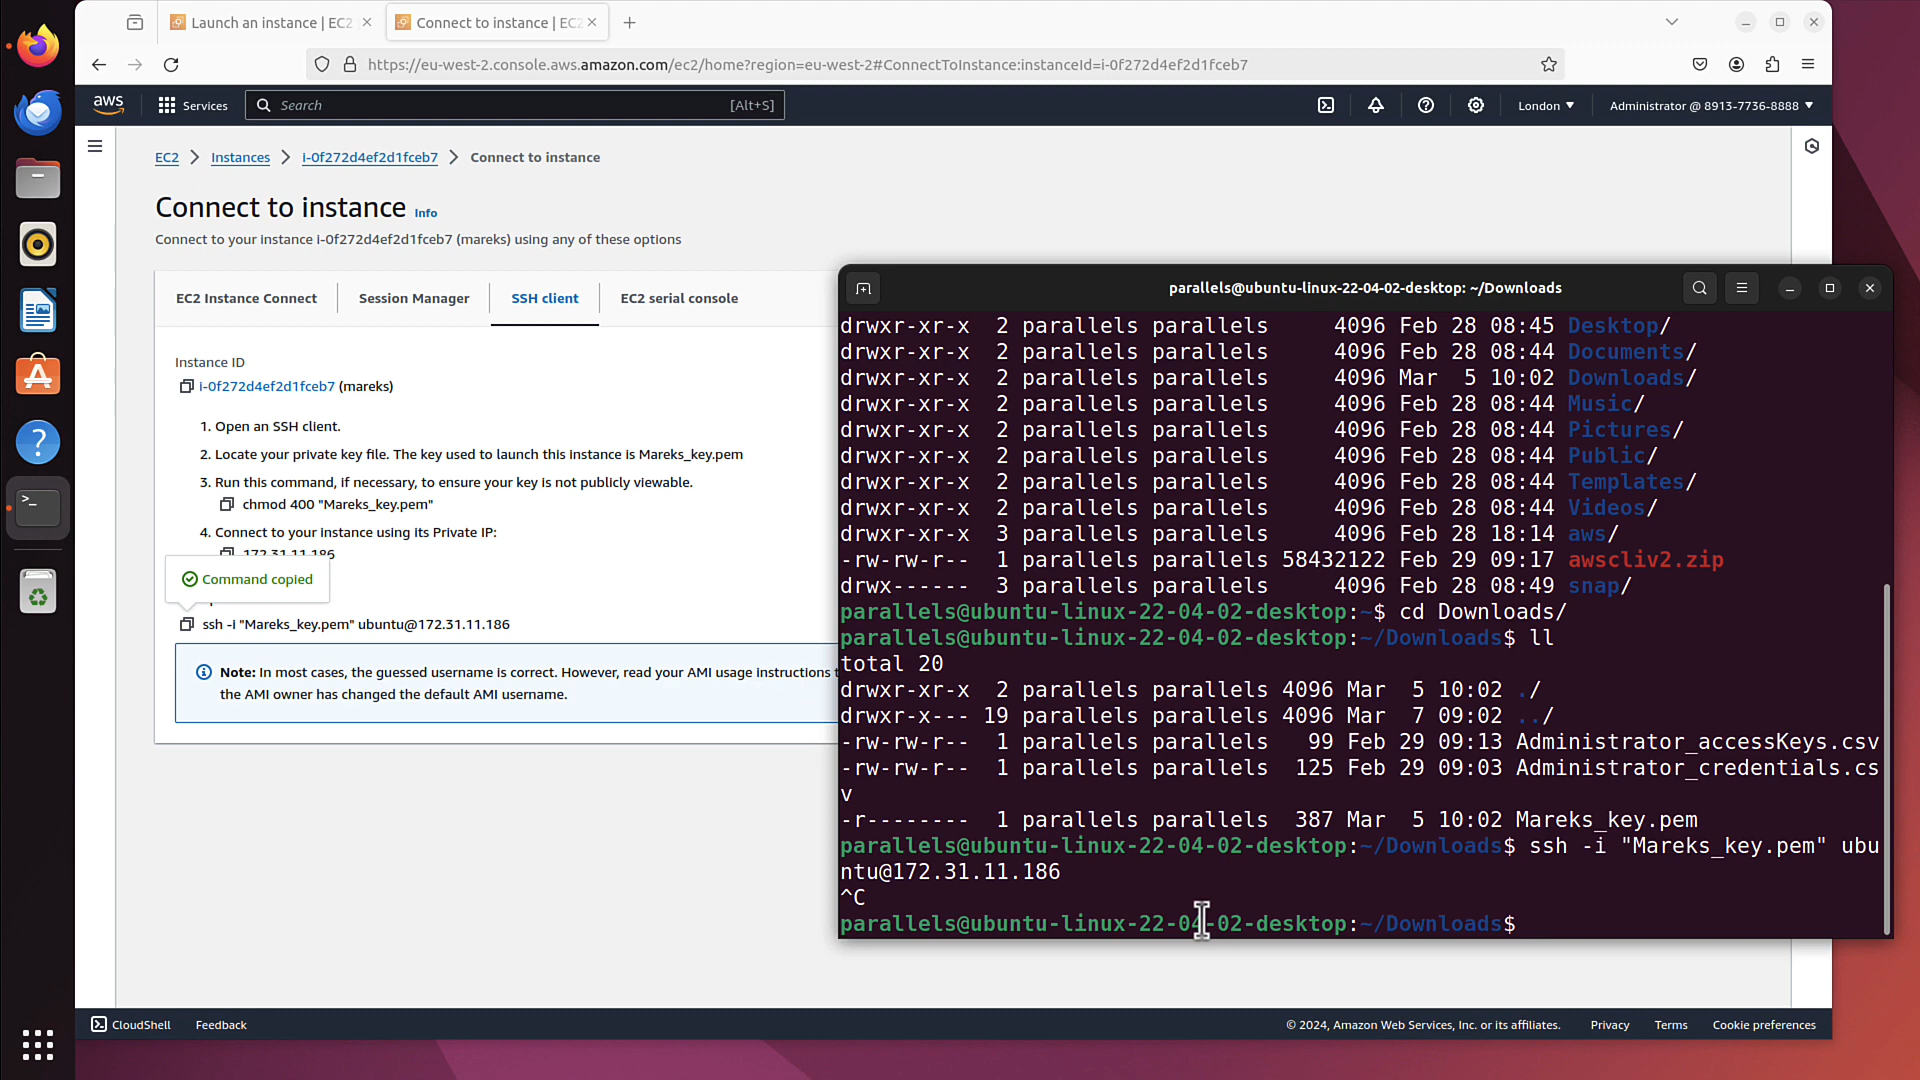 Launch an instance | EC2
Connect to instance | EC2
https://eu-west-2.console.aws.amazon.com/ec2/home?region=eu-west-2#ConnectToInstance:instanceId=i-0f272d4ef2d1fceb7
aws
Services
Search
[Alt+S]
London
Administrator @ 8913-7736-8888
EC2
Instances
i-0f272d4ef2d1fceb7
Connect to instance
Connect to instance Info
Connect to your instance i-0f272d4ef2d1fceb7 (mareks) using any of these options
EC2 Instance Connect
Session Manager
SSH client
EC2 serial console
Instance ID
i-0f272d4ef2d1fceb7 (mareks)
1. Open an SSH client.
2. Locate your private key file. The key used to launch this instance is Mareks_key.pem
3. Run this command, if necessary, to ensure your key is not publicly viewable.
chmod 400 "Mareks_key.pem"
4. Connect to your instance using its Private IP:
172.31.11.186
Command copied
ssh -i "Mareks_key.pem" ubuntu@172.31.11.186
Note: In most cases, the guessed username is correct. However, read your AMI usage instructions
the AMI owner has changed the default AMI username.
parallels@ubuntu-linux-22-04-02-desktop: ~/Downloads
drwxr-xr-x  2 parallels parallels     4096 Feb 28 08:45 Desktop/
drwxr-xr-x  2 parallels parallels     4096 Feb 28 08:44 Documents/
drwxr-xr-x  2 parallels parallels     4096 Mar  5 10:02 Downloads/
drwxr-xr-x  2 parallels parallels     4096 Feb 28 08:44 Music/
drwxr-xr-x  2 parallels parallels     4096 Feb 28 08:44 Pictures/
drwxr-xr-x  2 parallels parallels     4096 Feb 28 08:44 Public/
drwxr-xr-x  2 parallels parallels     4096 Feb 28 08:44 Templates/
drwxr-xr-x  2 parallels parallels     4096 Feb 28 08:44 Videos/
drwxr-xr-x  3 parallels parallels     4096 Feb 28 18:14 aws/
-rw-rw-r--  1 parallels parallels 58432122 Feb 29 09:17 awscliv2.zip
drwx------  3 parallels parallels     4096 Feb 28 08:49 snap/
parallels@ubuntu-linux-22-04-02-desktop:~$ cd Downloads/
parallels@ubuntu-linux-22-04-02-desktop:~/Downloads$ ll
total 20
drwxr-xr-x  2 parallels parallels 4096 Mar  5 10:02 ./
drwxr-x--- 19 parallels parallels 4096 Mar  7 09:02 ../
-rw-rw-r--  1 parallels parallels   99 Feb 29 09:13 Administrator_accessKeys.csv
-rw-rw-r--  1 parallels parallels  125 Feb 29 09:03 Administrator_credentials.cs
v
-r--------  1 parallels parallels  387 Mar  5 10:02 Mareks_key.pem
parallels@ubuntu-linux-22-04-02-desktop:~/Downloads$ ssh -i "Mareks_key.pem" ubu
ntu@172.31.11.186
^C
parallels@ubuntu-linux-22-04-02-desktop:~/Downloads$
CloudShell
Feedback
© 2024, Amazon Web Services, Inc. or its affiliates.
Privacy
Terms
Cookie preferences